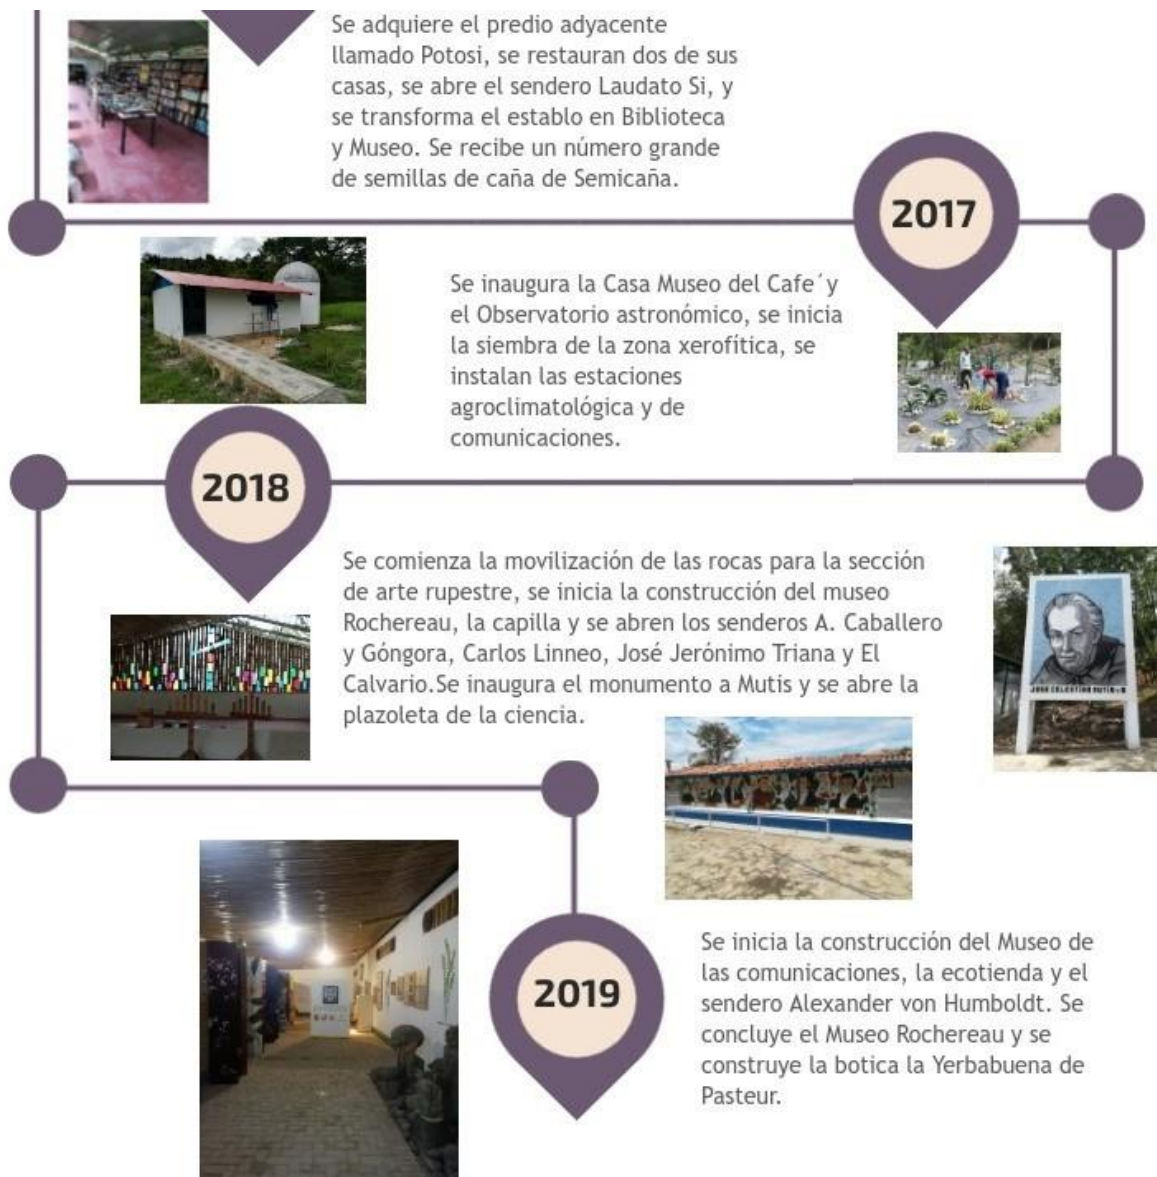 Se adquiere el predio adyacente
llamado Potosi, se restauran dos de sus
casas, se abre el sendero Laudato Si, y
se transforma el establo en Biblioteca
y Museo. Se recibe un número grande
de semillas de caña de Semicaña.
2017
Se inaugura la Casa Museo del Cafe´y
el Observatorio astronómico, se inicia
la siembra de la zona xerofítica, se
instalan las estaciones
agroclimatológica y de
comunicaciones.
2018
Se comienza la movilización de las rocas para la sección
de arte rupestre, se inicia la construcción del museo
Rochereau, la capilla y se abren los senderos A. Caballero
y Góngora, Carlos Linneo, José Jerónimo Triana y El
Calvario.Se inaugura el monumento a Mutis y se abre la
plazoleta de la ciencia.
JOSE CELESTINO MUTIS
2019
Se inicia la construcción del Museo de
las comunicaciones, la ecotienda y el
sendero Alexander von Humboldt. Se
concluye el Museo Rochereau y se
construye la botica la Yerbabuena de
Pasteur.